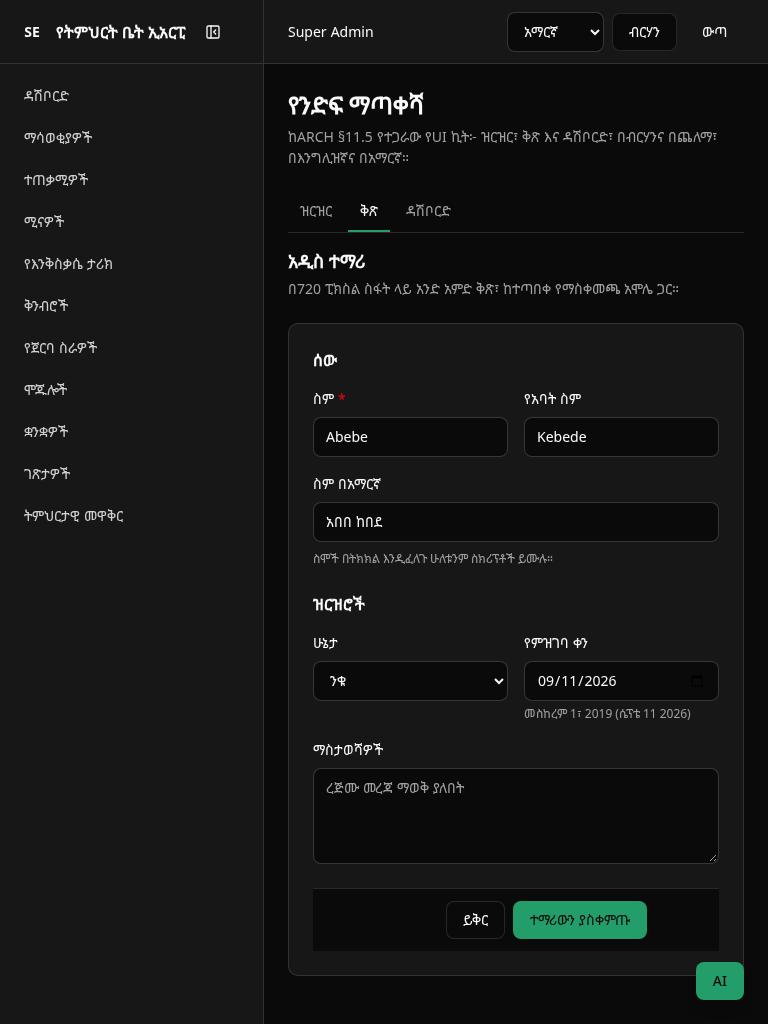 SE የትምህርት ቤት ኢአርፒ
Super Admin
አማርኛ
ብርሃን
ውጣ
ዳሽቦርድ
ማሳወቂያዎች
ተጠቃሚዎች
ሚናዎች
የእንቅስቃሴ ታሪክ
ቅንብሮች
የጀርባ ስራዎች
ሞጁሎች
ቋንቋዎች
ገጽታዎች
ትምህርታዊ መዋቅር
የንድፍ ማጣቀሻ
ከARCH §11.5 የተጋራው የUI ኪት፦ ዝርዝር፣ ቅጽ እና ዳሽቦርድ፣ በብርሃንና በጨለማ፣
በእንግሊዝኛና በአማርኛ።
ዝርዝር
ቅጽ
ዳሽቦርድ
አዲስ ተማሪ
በ720 ፒክስል ስፋት ላይ አንድ አምድ ቅጽ፣ ከተጣበቀ የማስቀመጫ አሞሌ ጋር።
ሰው
ስም *
የአባት ስም
Abebe
Kebede
ስም በአማርኛ
አበበ ከበደ
ስሞች በትክክል እንዲፈለጉ ሁለቱንም ስክሪፕቶች ይሙሉ።
ዝርዝሮች
ሁኔታ
የምዝገባ ቀን
ንቁ
09/11/2026
መስከረም 1፣ 2019 (ሴፕቴ 11 2026)
ማስታወሻዎች
ረጅሙ መረጃ ማወቅ ያለበት
ይቅር
ተማሪውን ያስቀምጡ
AI